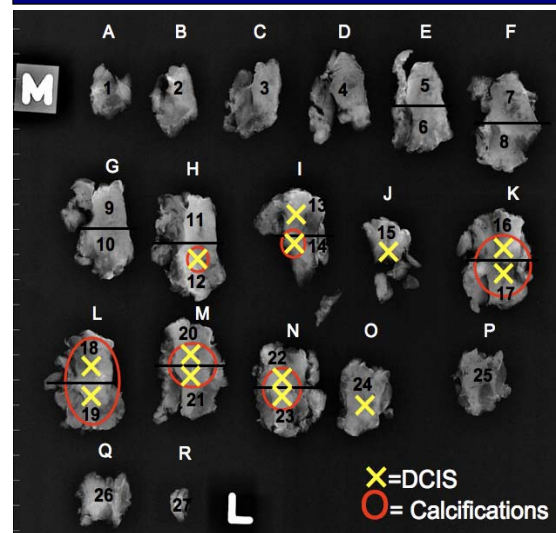 A B C D E F
M 1 2 3 4 5 7
6 8
G H I J K
9 11 13 15 16
10 12 14 17
L M N O P
18 20 22 24 25
19 21 23
Q R
26 27 L
X=DCIS
O= Calcifications